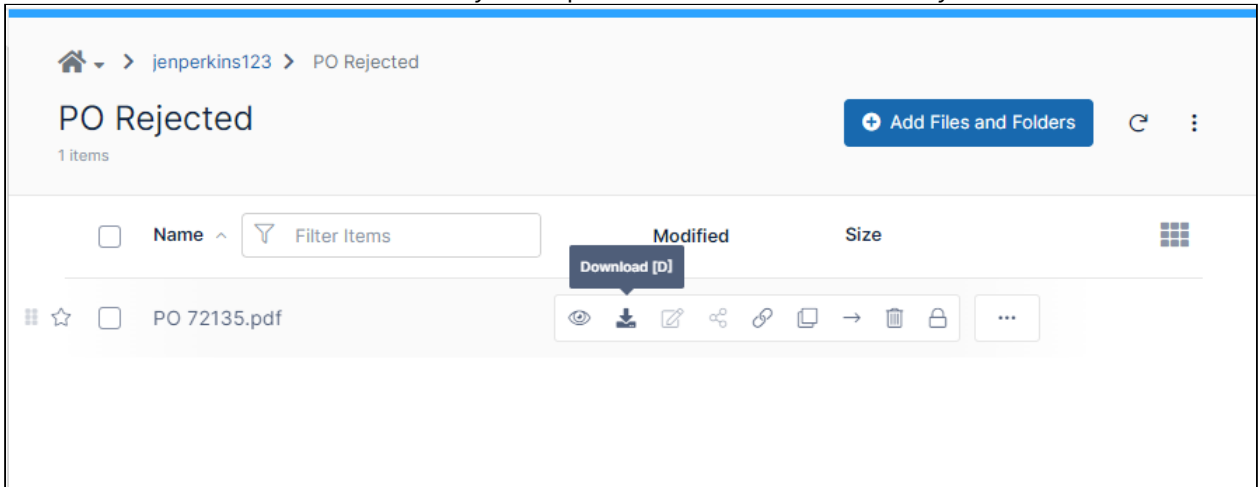 jenperkins123 > PO Rejected
PO Rejected
Add Files and Folders
1 items
Name
Filter Items
Modified
Size
Download [D]
PO 72135.pdf